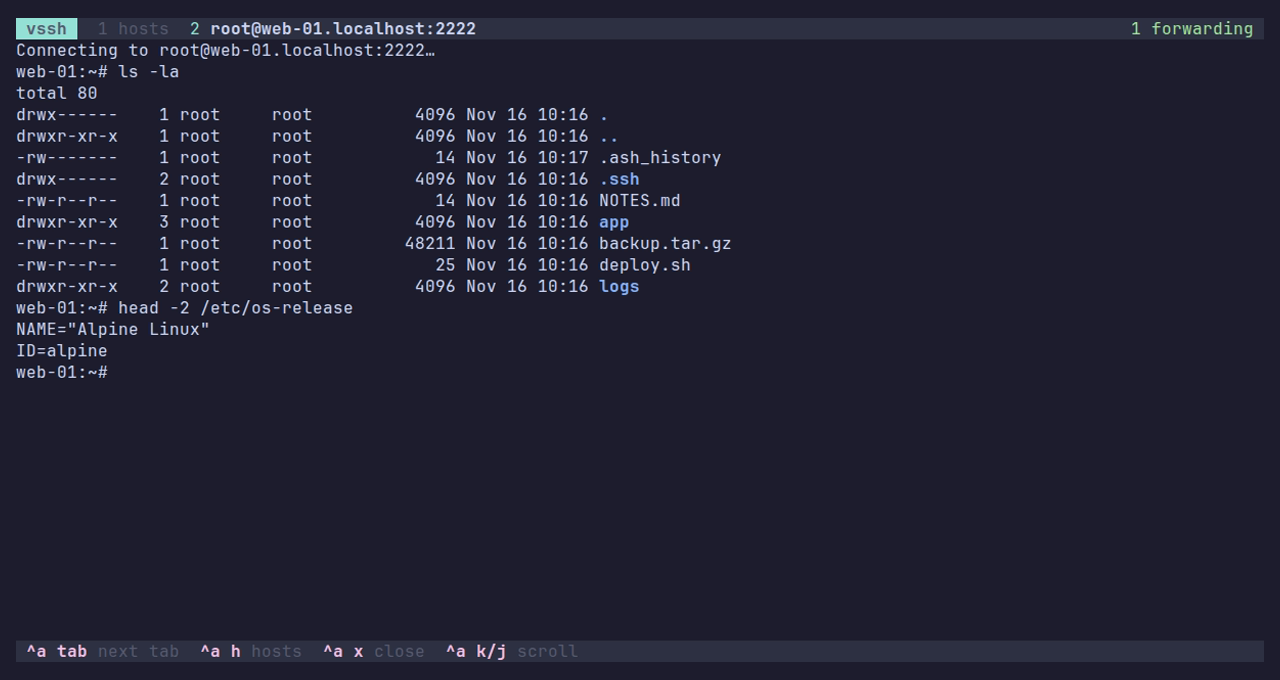 vssh 1 hosts 2 root@web-01.localhost:2222 1 forwarding
Connecting to root@web-01.localhost:2222…
web-01:~# ls -la
total 80
drwx------    1 root     root          4096 Nov 16 10:16 .
drwxr-xr-x    1 root     root          4096 Nov 16 10:16 ..
-rw-------    1 root     root            14 Nov 16 10:17 .ash_history
drwx------    2 root     root          4096 Nov 16 10:16 .ssh
-rw-r--r--    1 root     root            14 Nov 16 10:16 NOTES.md
drwxr-xr-x    3 root     root          4096 Nov 16 10:16 app
-rw-r--r--    1 root     root         48211 Nov 16 10:16 backup.tar.gz
-rw-r--r--    1 root     root            25 Nov 16 10:16 deploy.sh
drwxr-xr-x    2 root     root          4096 Nov 16 10:16 logs
web-01:~# head -2 /etc/os-release
NAME="Alpine Linux"
ID=alpine
web-01:~#
^a tab next tab  ^a h hosts  ^a x close  ^a k/j scroll